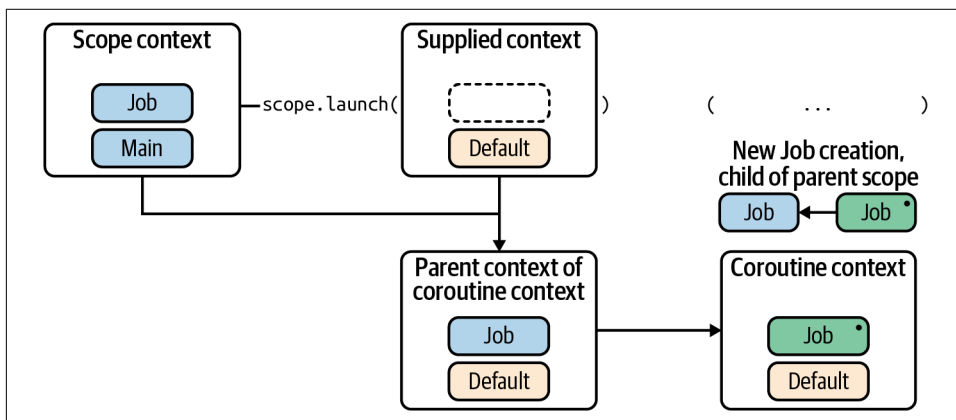 Scope context
Supplied context
Job
scope.launch(
)
( ... )
Main
Default
New Job creation,
child of parent scope
Job
Job
Parent context of
coroutine context
Coroutine context
Job
Job
Default
Default